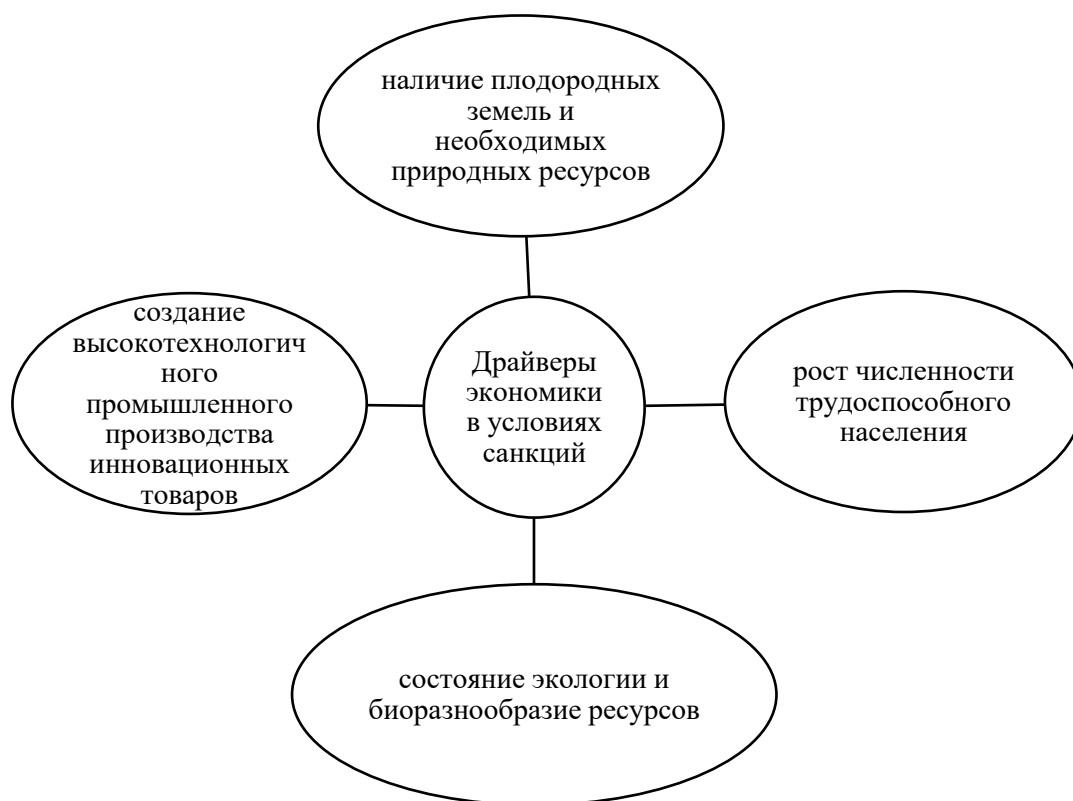 наличие плодородных
земель и
необходимых
природных ресурсов
создание
высокотехнологич
ного
промышленного
производства
инновационных
товаров
Драйверы
экономики
в условиях
санкций
рост численности
трудоспособного
населения
состояние экологии и
биоразнообразие ресурсов